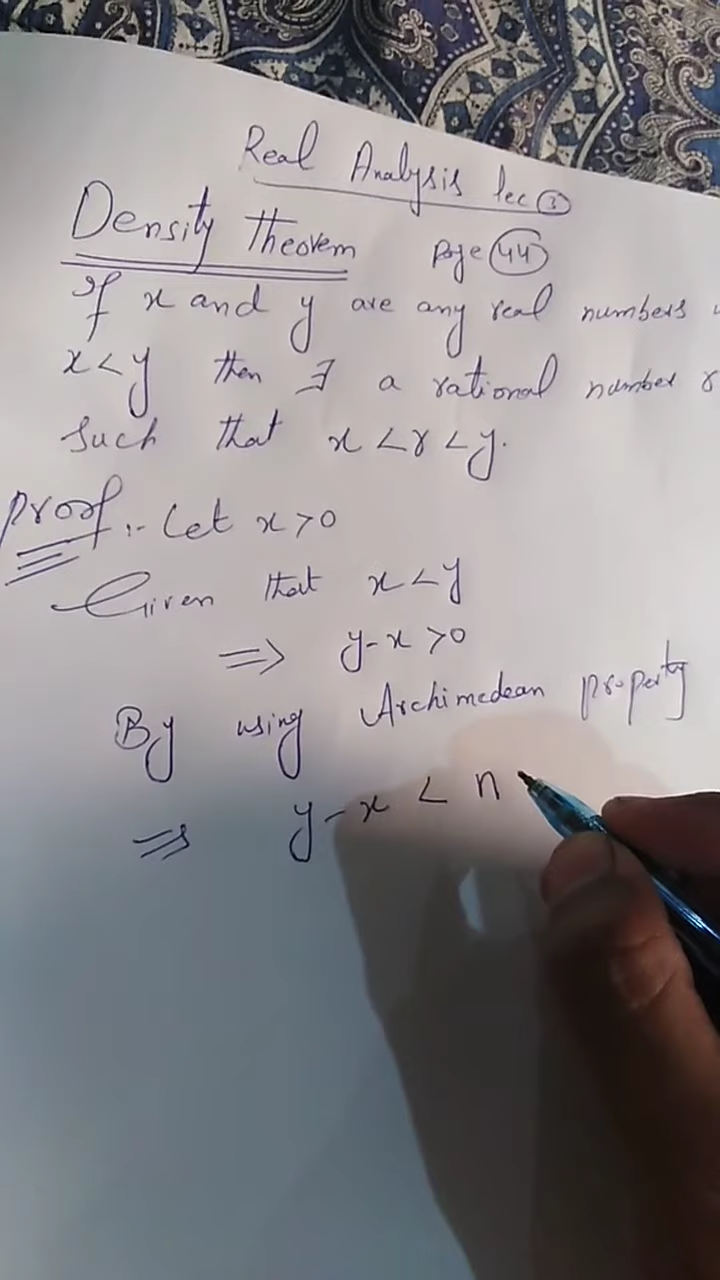 Real Analysis lec ③
Density Theorem page 44
If x and y are any real numbers
x < y then ∃ a rational number r
such that x < r < y.
Proof :- Let x > 0
Given that x < y
⇒ y - x > 0
By using Archimedean property
⇒ y - x < n